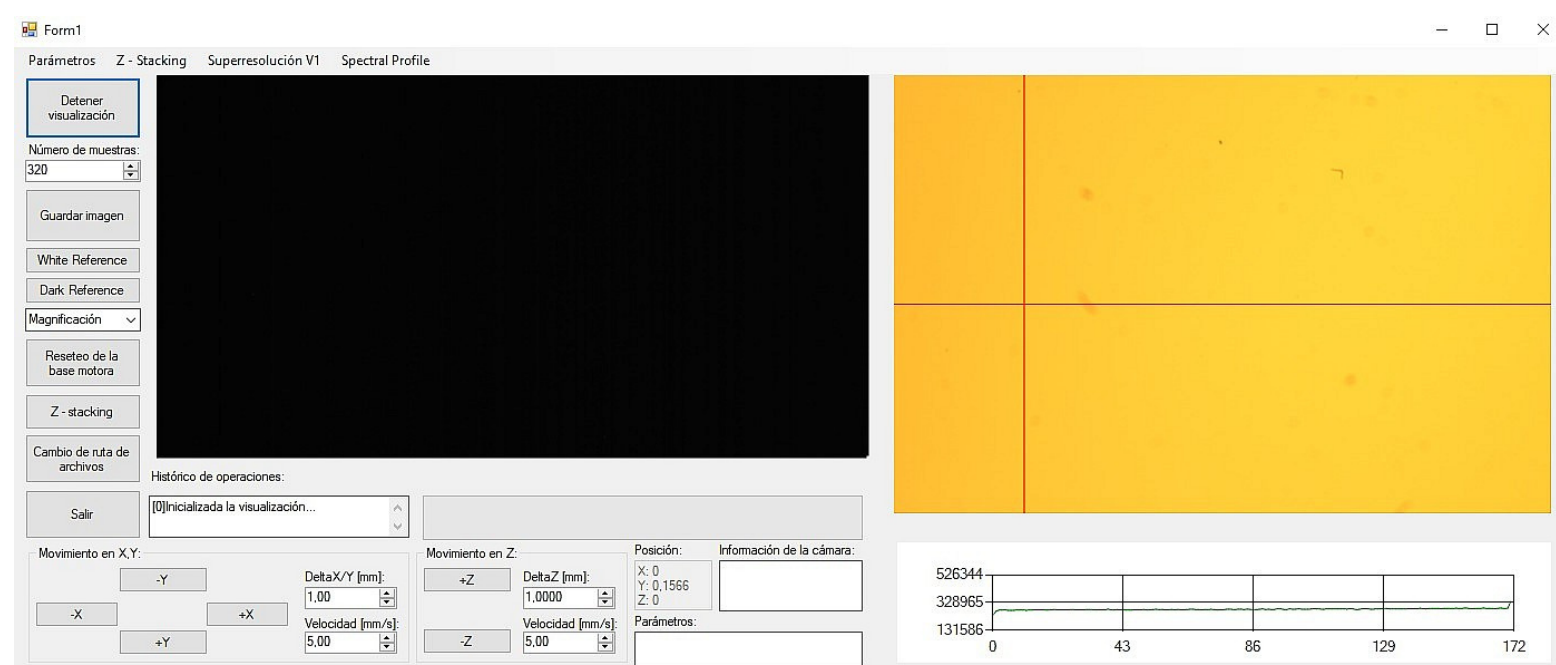 Form1
Parámetros Z - Stacking Superresolución V1 Spectral Profile
Detener
visualización
Número de muestras:
320
Guardar imagen
White Reference
Dark Reference
Magnificación
Reseteo de la
base motora
Z - stacking
Cambio de ruta de
archivos
Salir
Histórico de operaciones:
[0]Inicializada la visualización...
Movimiento en X,Y:
-Y
-X
+X
+Y
DeltaX/Y [mm]:
1,00
Velocidad [mm/s]:
5,00
Movimiento en Z:
+Z
-Z
DeltaZ [mm]:
1,0000
Velocidad [mm/s]:
5,00
Posición:
X: 0
Y: 0,1566
Z: 0
Información de la cámara:
Parámetros:
526344
328965
131586
0 43 86 129 172